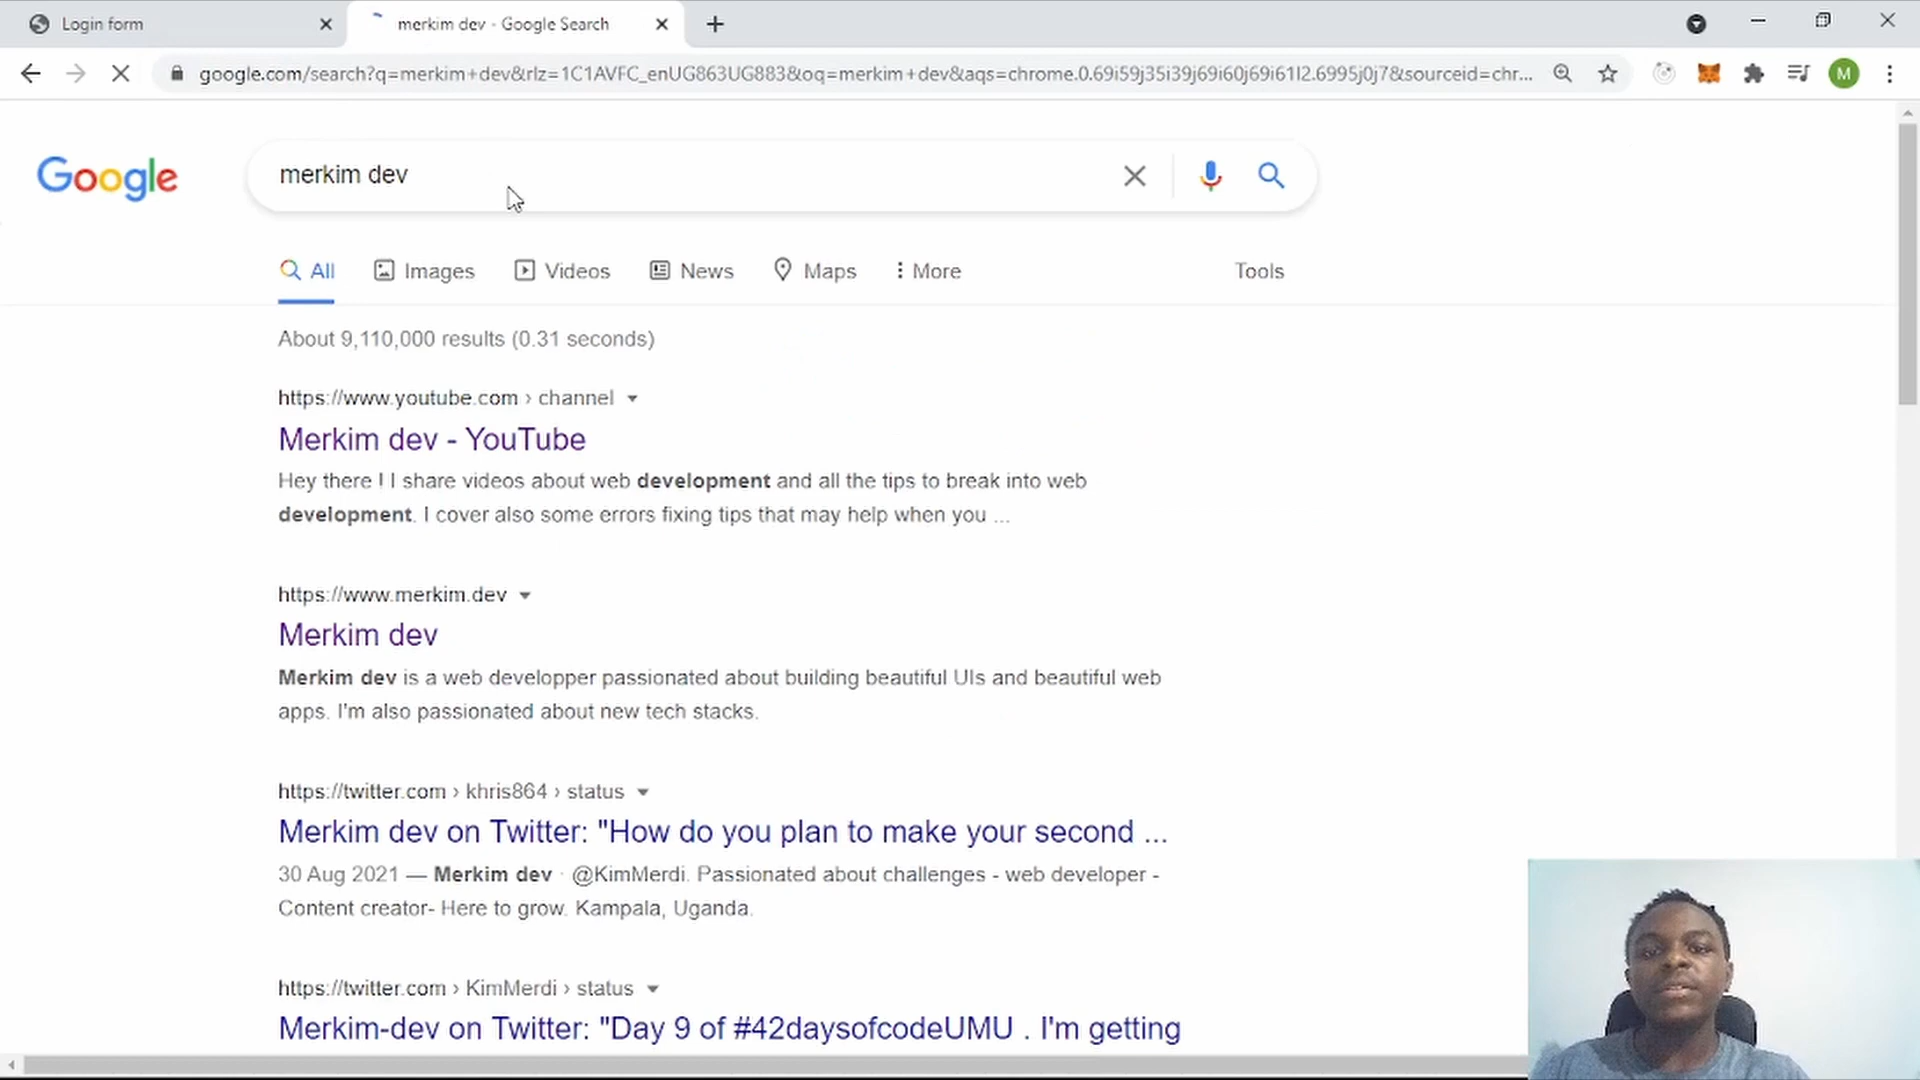 Login form
merkim dev - Google Search
google.com/search?q=merkim+dev&rlz=1C1AVFC_enUG863UG883&oq=merkim+dev&aqs=chrome.0.69i59j35i39j69i60j69i61l2.6995j0j7&sourceid=chr...
M
Google
merkim dev
All
Images
Videos
News
Maps
More
Tools
About 9,110,000 results (0.31 seconds)
https://www.youtube.com › channel
Merkim dev - YouTube
Hey there ! I share videos about web development and all the tips to break into web
development. I cover also some errors fixing tips that may help when you ...
https://www.merkim.dev
Merkim dev
Merkim dev is a web developper passionated about building beautiful UIs and beautiful web
apps. I'm also passionated about new tech stacks.
https://twitter.com › khris864 › status
Merkim dev on Twitter: "How do you plan to make your second ...
30 Aug 2021 — Merkim dev · @KimMerdi. Passionated about challenges - web developer -
Content creator- Here to grow. Kampala, Uganda.
https://twitter.com › KimMerdi › status
Merkim-dev on Twitter: "Day 9 of #42daysofcodeUMU . I'm getting